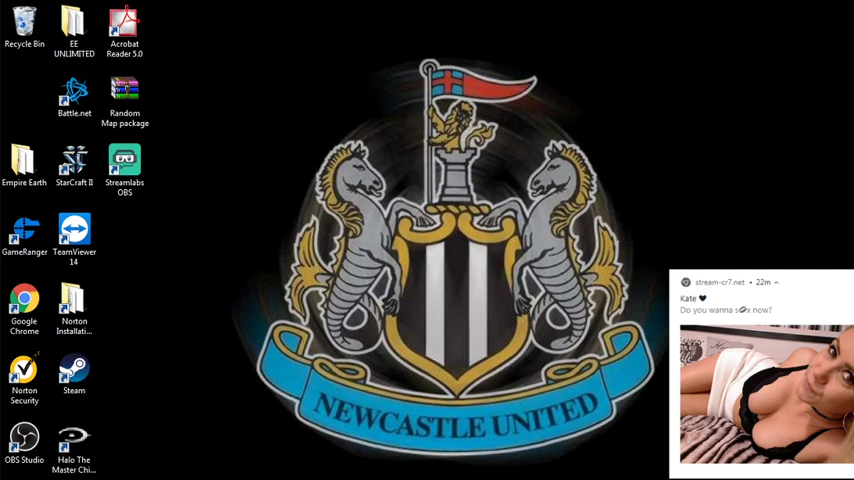 Recycle Bin
EE
UNLIMITED
Acrobat
Reader 5.0
Battle.net
Random
Map package
Empire Earth
StarCraft II
Streamlabs
OBS
GameRanger
TeamViewer
14
Google
Chrome
Norton
Installati...
Norton
Security
Steam
OBS Studio
Halo The
Master Chi...
NEWCASTLE UNITED
stream-cr7.net • 22m
Kate 🖤
Do you wanna s💋x now?